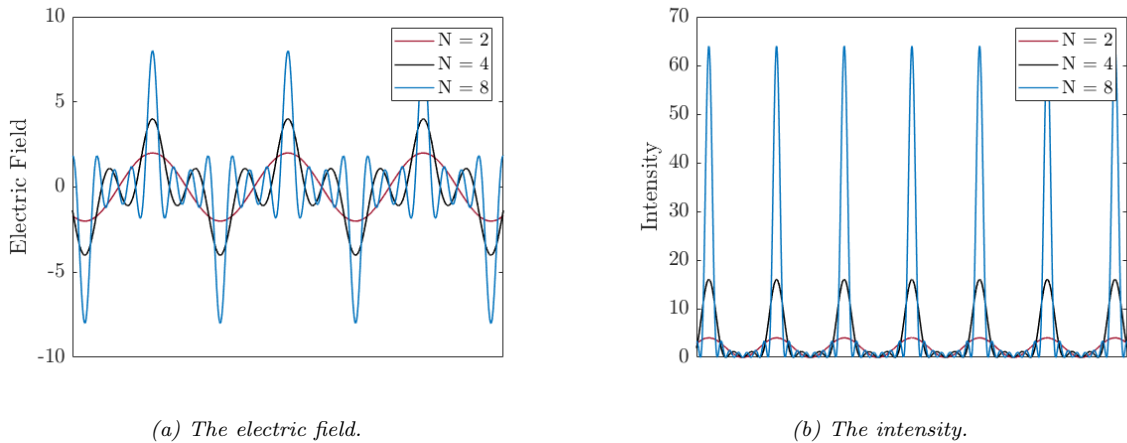 10
5
0
-5
-10
Electric Field
N = 2
N = 4
N = 8
(a) The electric field.
70
60
50
40
30
20
10
0
Intensity
N = 2
N = 4
N = 8
(b) The intensity.